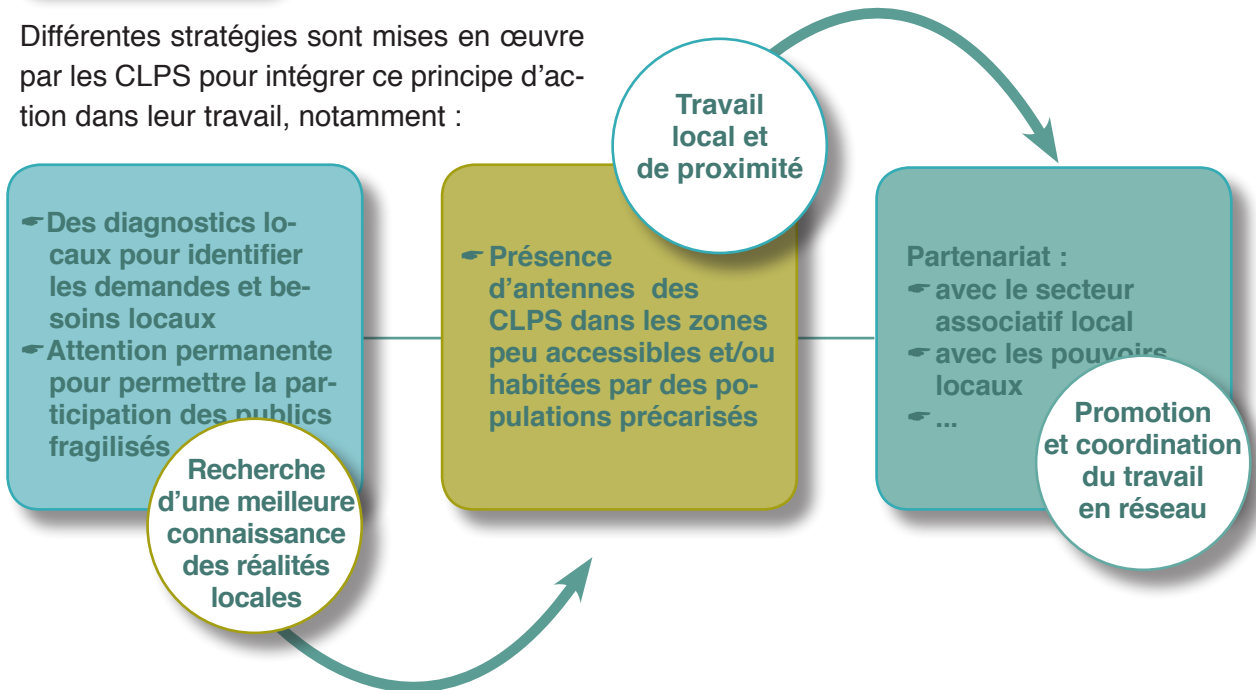 Différentes stratégies sont mises en œuvre
par les CLPS pour intégrer ce principe d'ac-
tion dans leur travail, notamment :
☛ Des diagnostics lo-
caux pour identifier
les demandes et be-
soins locaux
☛ Attention permanente
pour permettre la par-
ticipation des publics
fragilisés
Recherche
d'une meilleure
connaissance
des réalités
locales
Travail
local et
de proximité
☛ Présence
d'antennes des
CLPS dans les zones
peu accessibles et/ou
habitées par des po-
pulations précarisés
Partenariat :
☛ avec le secteur
associatif local
☛ avec les pouvoirs
locaux
☛ ...
Promotion
et coordination
du travail
en réseau